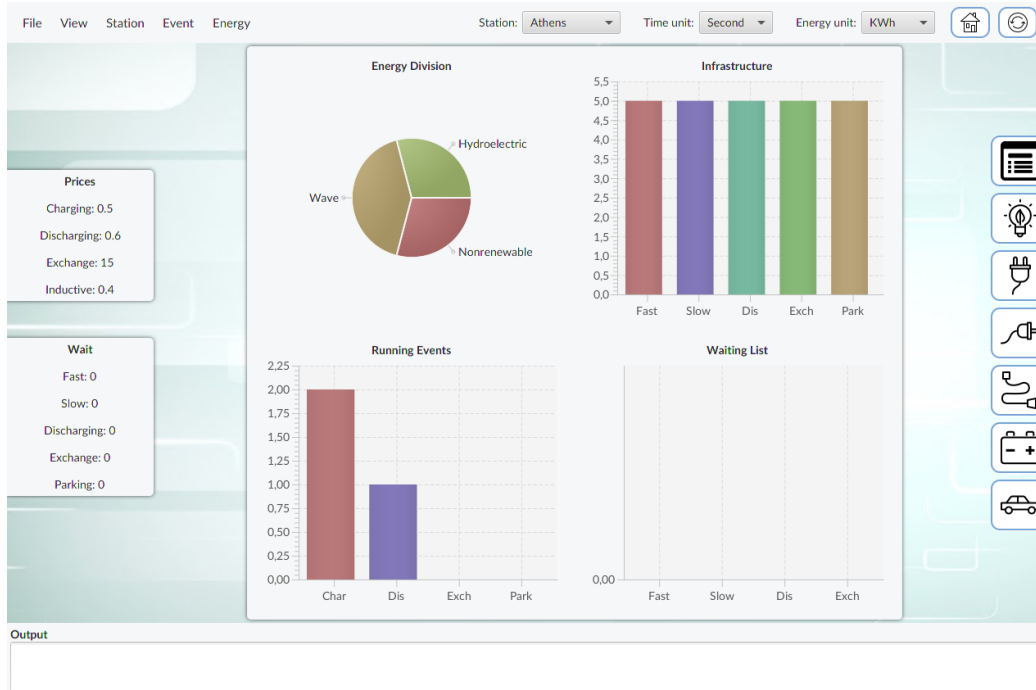 File View Station Event Energy Station: Athens Time unit: Second Energy unit: KWh
Prices
Charging: 0.5
Discharging: 0.6
Exchange: 15
Inductive: 0.4
Wait
Fast: 0
Slow: 0
Discharging: 0
Exchange: 0
Parking: 0
Energy Division
Hydroelectric
Wave
Nonrenewable
Infrastructure
5,5
5,0
4,5
4,0
3,5
3,0
2,5
2,0
1,5
1,0
0,5
0,0
Fast Slow Dis Exch Park
Running Events
2,25
2,00
1,75
1,50
1,25
1,00
0,75
0,50
0,25
0,00
Char Dis Exch Park
Waiting List
0,00
Fast Slow Dis Exch
Output